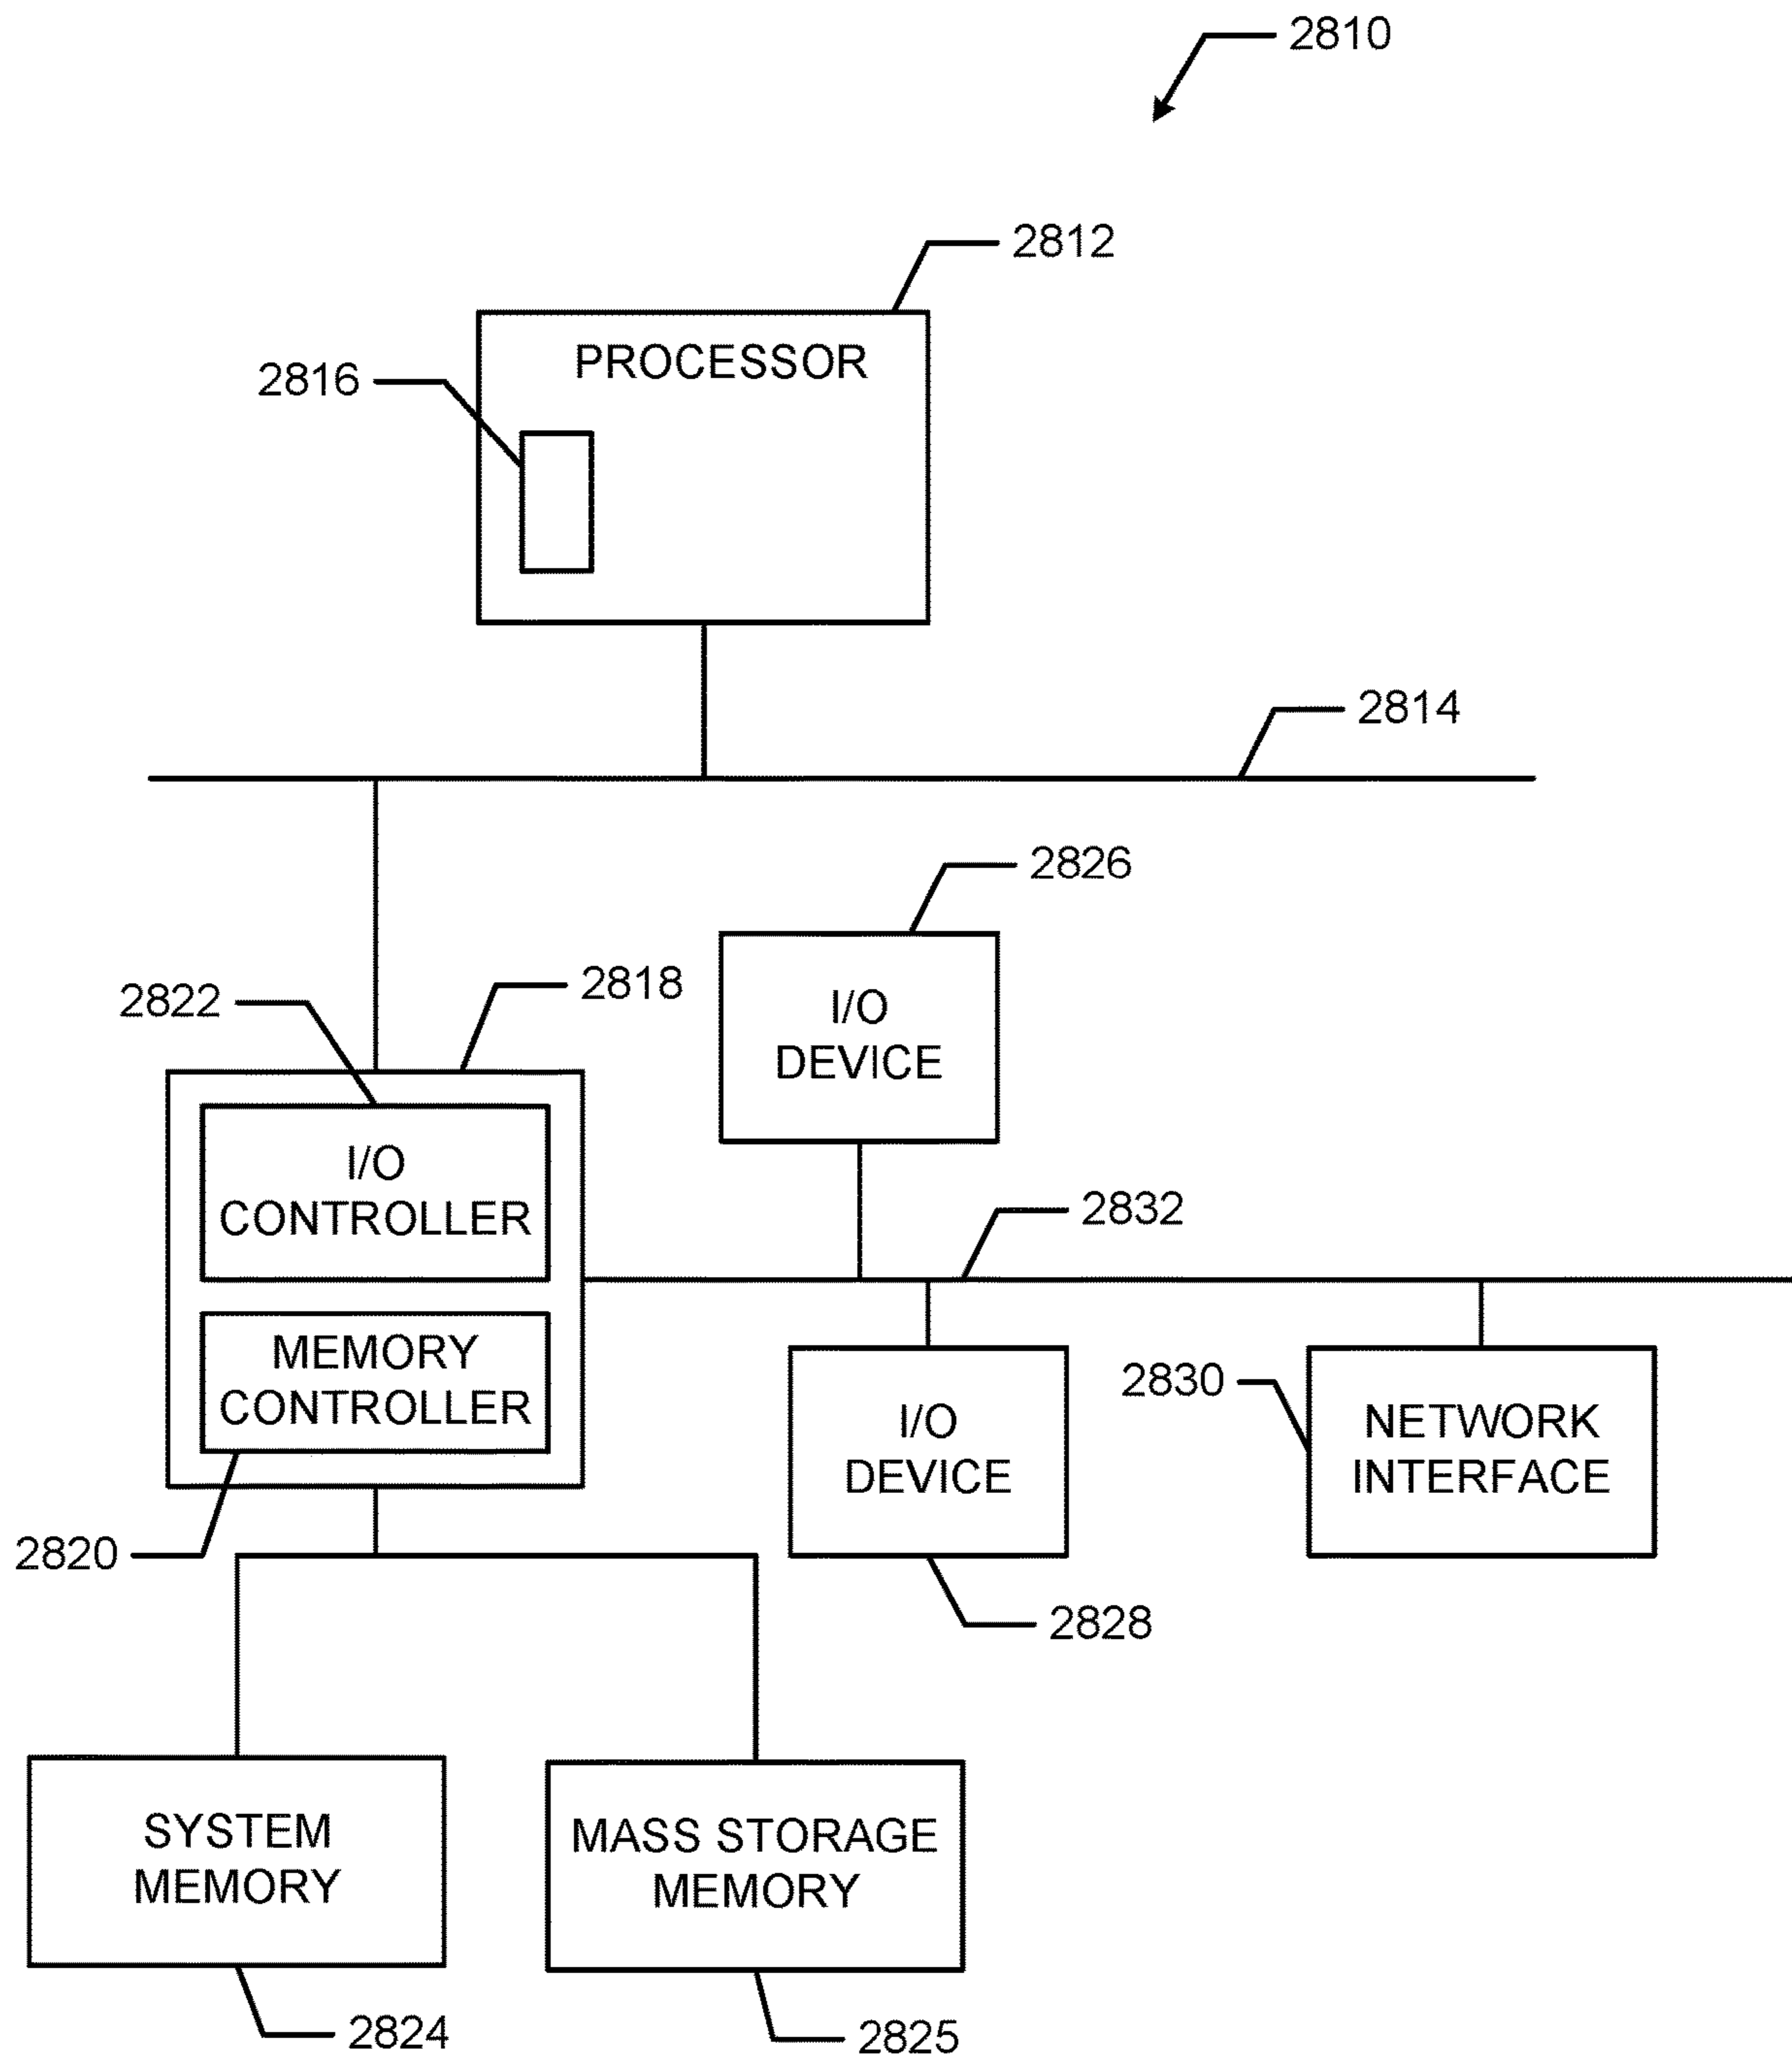 2810
2812
PROCESSOR
2816
2814
2826
2818
2822
I/O
DEVICE
I/O
CONTROLLER
2832
MEMORY
CONTROLLER
2830
I/O
DEVICE
NETWORK
INTERFACE
2820
2828
SYSTEM
MEMORY
MASS STORAGE
MEMORY
2824
2825